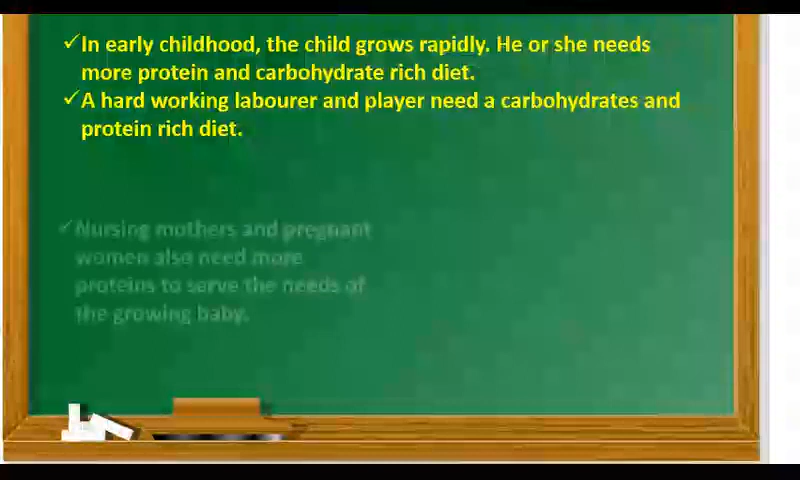 ✓In early childhood, the child grows rapidly. He or she needs
more protein and carbohydrate rich diet.
✓A hard working labourer and player need a carbohydrates and
protein rich diet.
✓Nursing mothers and pregnant
women also need more
proteins to serve the needs of
the growing baby.